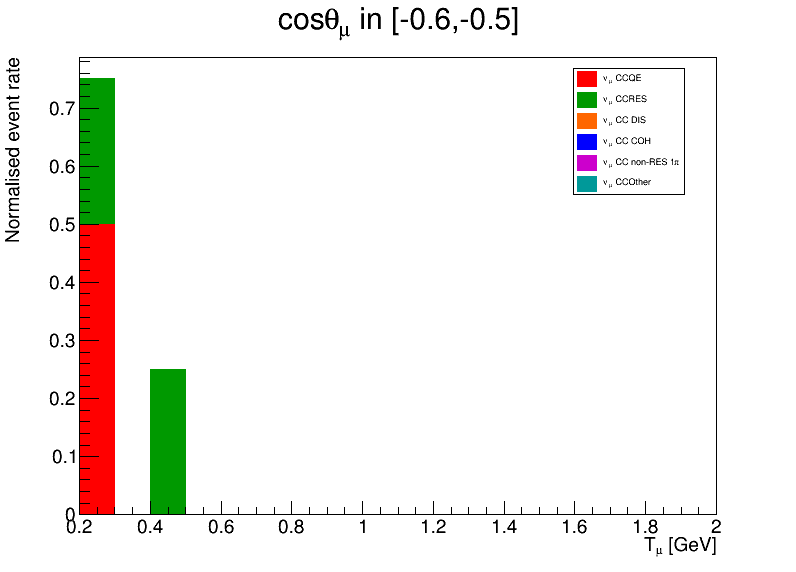 cosθμ in [-0.6,-0.5]
Normalised event rate
νμ CCQE
νμ CCRES
νμ CC DIS
νμ CC COH
νμ CC non-RES 1π
νμ CCOther
0.7
0.6
0.5
0.4
0.3
0.2
0.1
0
0.2 0.4 0.6 0.8 1 1.2 1.4 1.6 1.8 2
Tμ [GeV]